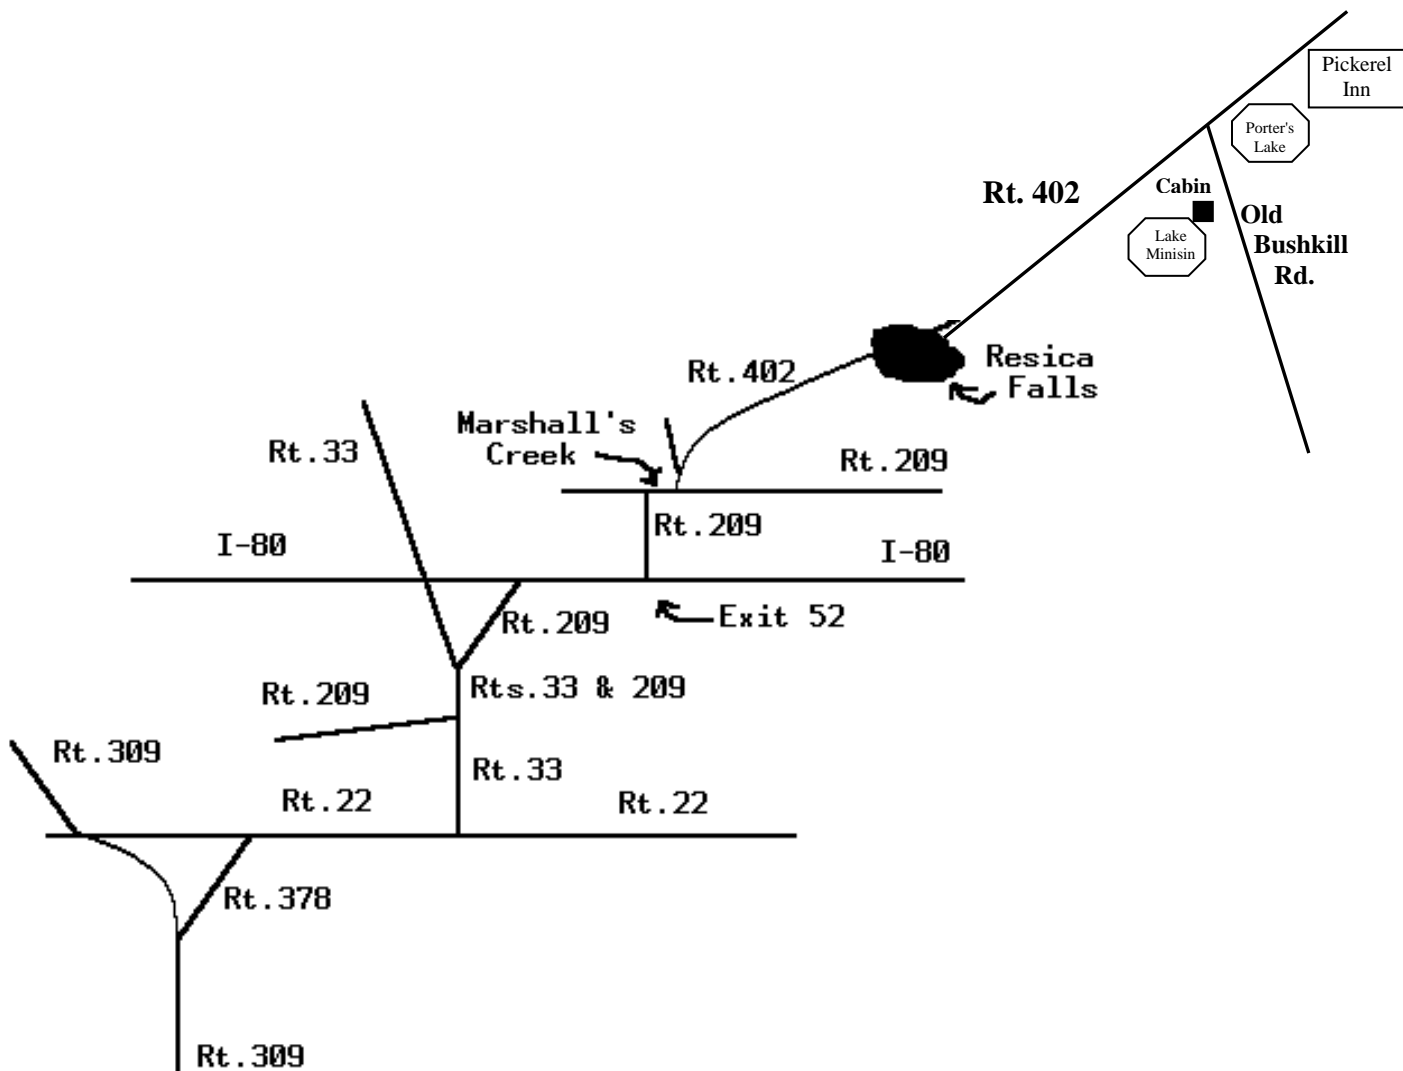 Pickerel
Inn
Porter's
Lake
Rt. 402
Cabin
Old
Bushkill
Rd.
Lake
Minisin
Resica
Falls
Rt.402
Marshall's
Creek
Rt.33
Rt.209
Rt.209
I-80
I-80
Exit 52
Rt.209
Rts.33 & 209
Rt.209
Rt.309
Rt.33
Rt.22
Rt.22
Rt.378
Rt.309